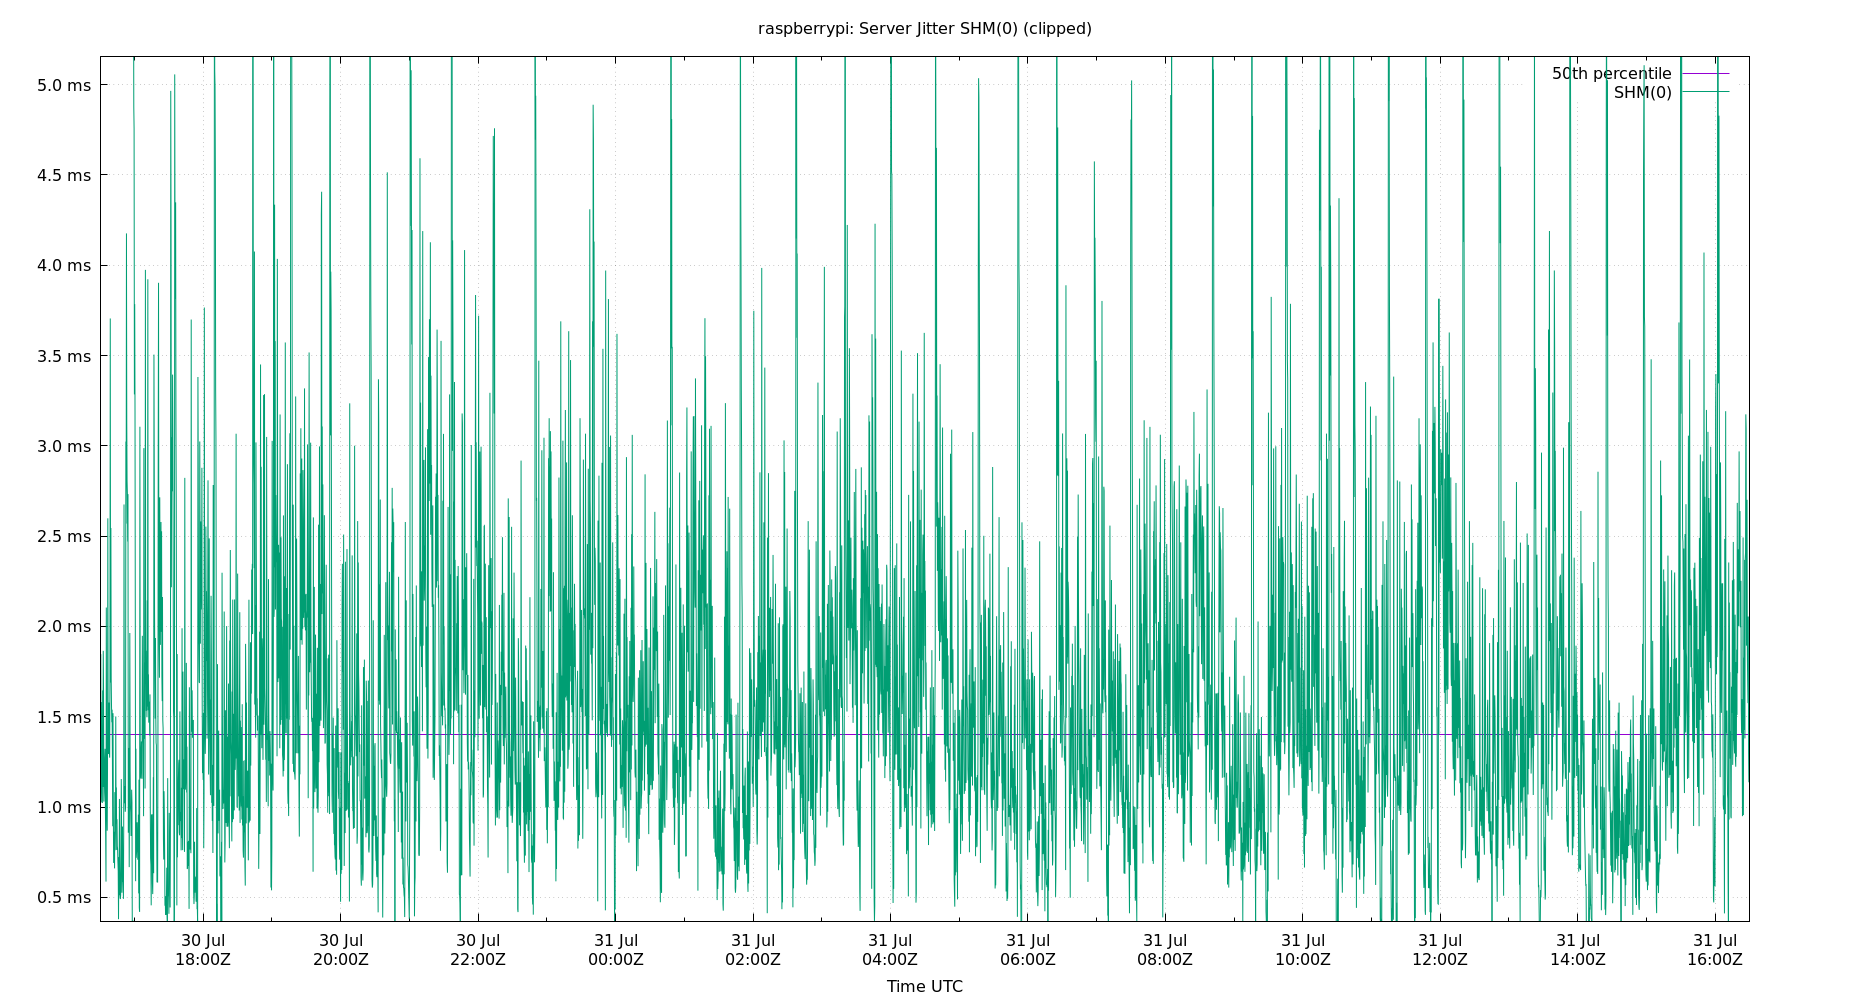 raspberrypi: Server Jitter SHM(0) (clipped)
50th percentile
SHM(0)
5.0 ms
4.5 ms
4.0 ms
3.5 ms
3.0 ms
2.5 ms
2.0 ms
1.5 ms
1.0 ms
0.5 ms
30 Jul 30 Jul 30 Jul 31 Jul 31 Jul 31 Jul 31 Jul 31 Jul 31 Jul 31 Jul 31 Jul 31 Jul
18:00Z 20:00Z 22:00Z 00:00Z 02:00Z 04:00Z 06:00Z 08:00Z 10:00Z 12:00Z 14:00Z 16:00Z
Time UTC